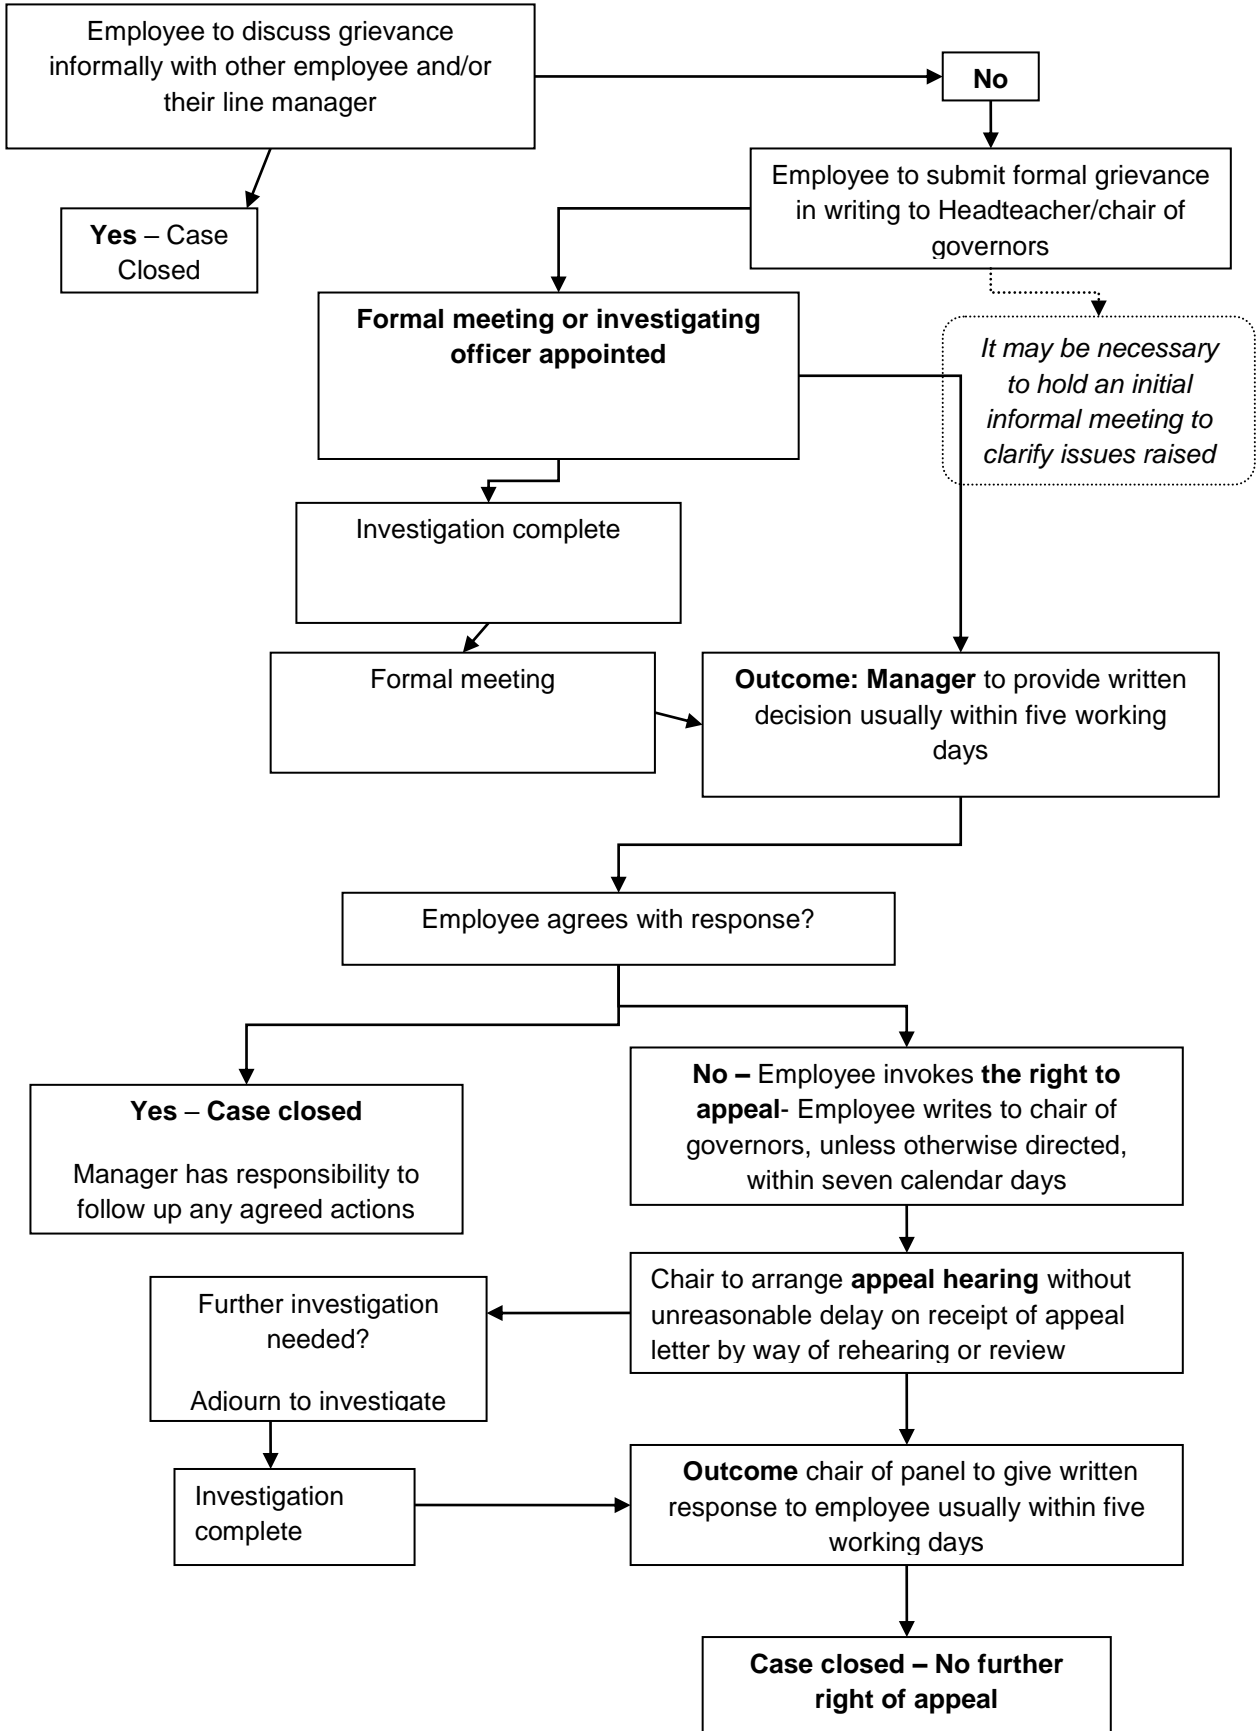 Employee to discuss grievance
informally with other employee and/or
their line manager
No
Employee to submit formal grievance
in writing to Headteacher/chair of
governors
Yes – Case
Closed
Formal meeting or investigating
officer appointed
It may be necessary
to hold an initial
informal meeting to
clarify issues raised
Investigation complete
Formal meeting
Outcome: Manager to provide written
decision usually within five working
days
Employee agrees with response?
Yes – Case closed
Manager has responsibility to
follow up any agreed actions
No – Employee invokes the right to
appeal- Employee writes to chair of
governors, unless otherwise directed,
within seven calendar days
Chair to arrange appeal hearing without
unreasonable delay on receipt of appeal
letter by way of rehearing or review
Further investigation
needed?
Adjourn to investigate
Investigation
complete
Outcome chair of panel to give written
response to employee usually within five
working days
Case closed – No further
right of appeal